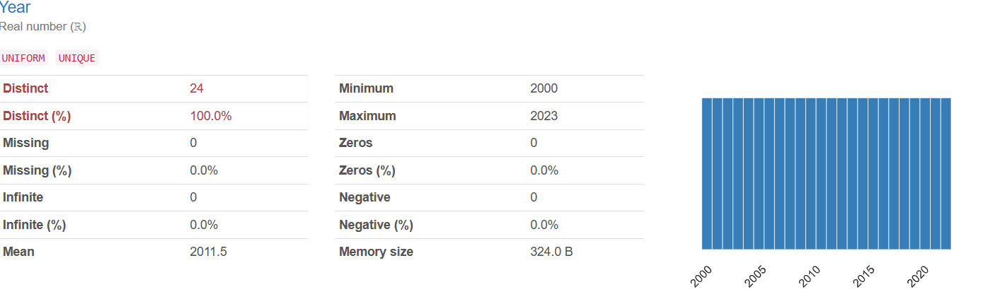 Year
Real number (ℝ)
UNIFORM UNIQUE
Distinct 24
Distinct (%) 100.0%
Missing 0
Missing (%) 0.0%
Infinite 0
Infinite (%) 0.0%
Mean 2011.5
Minimum 2000
Maximum 2023
Zeros 0
Zeros (%) 0.0%
Negative 0
Negative (%) 0.0%
Memory size 324.0 B
2000 2005 2010 2015 2020